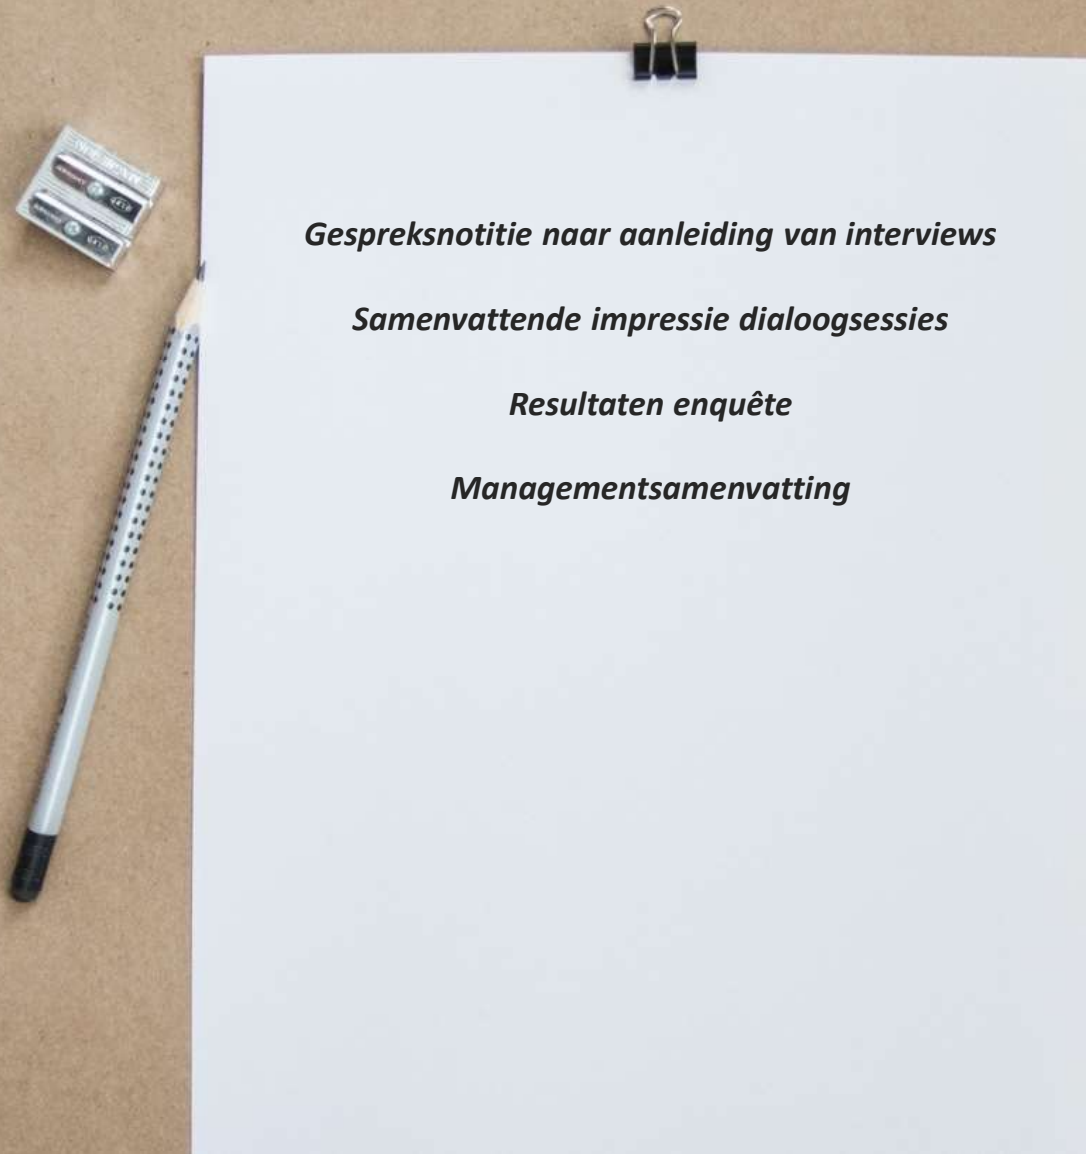 Gespreksnotitie naar aanleiding van interviews
Samenvattende impressie dialoogsessies
Resultaten enquête
Managementsamenvatting